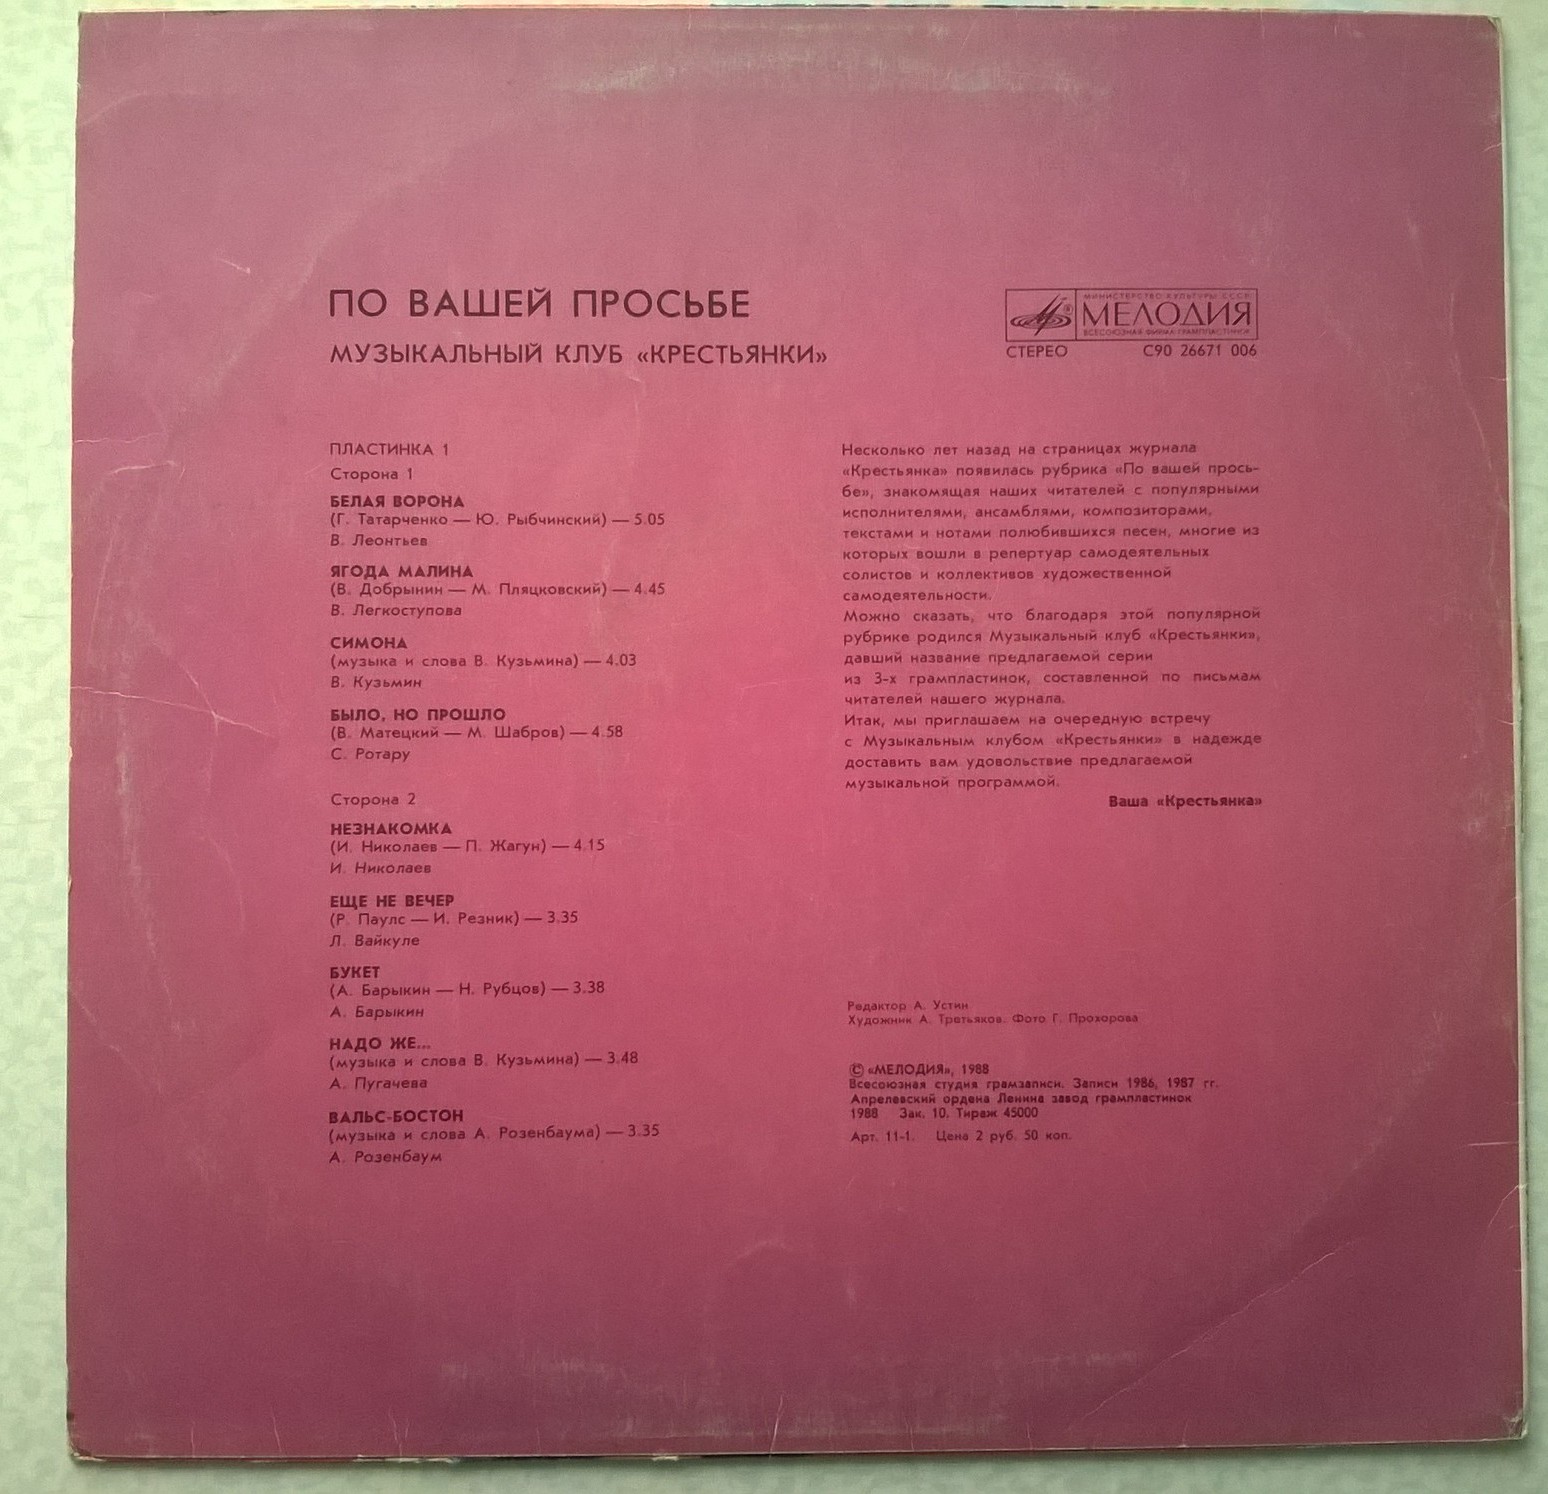 ПО ВАШЕЙ ПРОСЬБЕ
МУЗЫКАЛЬНЫЙ КЛУБ «КРЕСТЬЯНКИ»
МИНИСТЕРСТВО КУЛЬТУРЫ СССР
МЕЛОДИЯ
ВСЕСОЮЗНАЯ ФИРМА ГРАМПЛАСТИНОК
СТЕРЕО С90 26671 006
ПЛАСТИНКА 1
Сторона 1
БЕЛАЯ ВОРОНА
(Г. Татарченко — Ю. Рыбчинский) — 5.05
В. Леонтьев
ЯГОДА МАЛИНА
(В. Добрынин — М. Пляцковский) — 4.45
В. Легкоступова
СИМОНА
(музыка и слова В. Кузьмина) — 4.03
В. Кузьмин
БЫЛО, НО ПРОШЛО
(В. Матецкий — М. Шабров) — 4.58
С. Ротару
Сторона 2
НЕЗНАКОМКА
(И. Николаев — П. Жагун) — 4.15
И. Николаев
ЕЩЕ НЕ ВЕЧЕР
(Р. Паулс — И. Резник) — 3.35
Л. Вайкуле
БУКЕТ
(А. Барыкин — Н. Рубцов) — 3.38
А. Барыкин
НАДО ЖЕ...
(музыка и слова В. Кузьмина) — 3.48
А. Пугачева
ВАЛЬС-БОСТОН
(музыка и слова А. Розенбаума) — 3.35
А. Розенбаум
Несколько лет назад на страницах журнала
«Крестьянка» появилась рубрика «По вашей прось-
бе», знакомящая наших читателей с популярными
исполнителями, ансамблями, композиторами,
текстами и нотами полюбившихся песен, многие из
которых вошли в репертуар самодеятельных
солистов и коллективов художественной
самодеятельности.
Можно сказать, что благодаря этой популярной
рубрике родился Музыкальный клуб «Крестьянки»,
давший название предлагаемой серии
из 3-х грампластинок, составленной по письмам
читателей нашего журнала.
Итак, мы приглашаем на очередную встречу
с Музыкальным клубом «Крестьянки» в надежде
доставить вам удовольствие предлагаемой
музыкальной программой.
Ваша «Крестьянка»
Редактор А. Устин
Художник А. Третьяков. Фото Г. Прохорова
© «МЕЛОДИЯ», 1988
Всесоюзная студия грамзаписи. Записи 1986, 1987 гг.
Апрелевский ордена Ленина завод грампластинок
1988 Зак. 10. Тираж 45000
Арт. 11-1. Цена 2 руб. 50 коп.